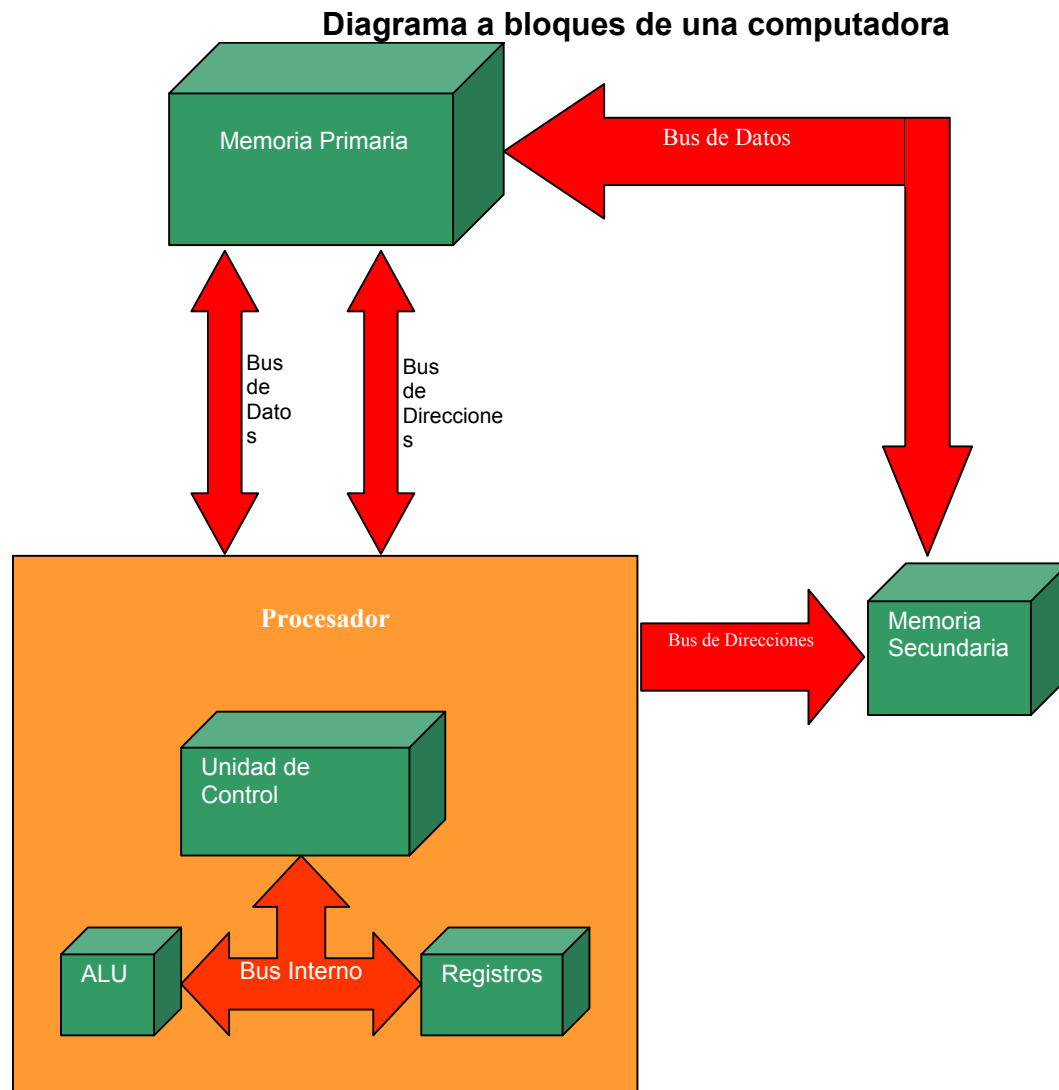 Diagrama a bloques de una computadora
Memoria Primaria
Bus de Datos
Bus
de
Dato
s
Bus
de
Direccione
s
Procesador
Bus de Direcciones
Memoria
Secundaria
Unidad de
Control
ALU
Bus Interno
Registros